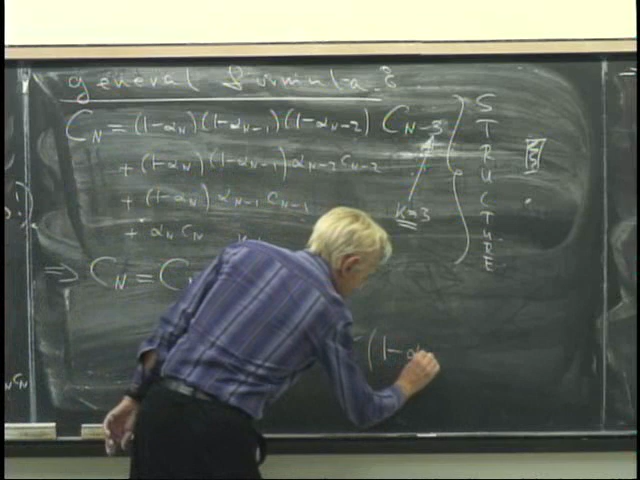 general formula?
C_N = (1-α_N)(1-α_{N-1})(1-α_{N-2}) C_{N-3}
+ (1-α_N)(1-α_{N-1}) α_{N-2} c_{N-2}
+ (1-α_N) α_{N-1} c_{N-1}
+ α_N c_N
K=3
STRUCTURE
⇒ C_N = C
(1-α